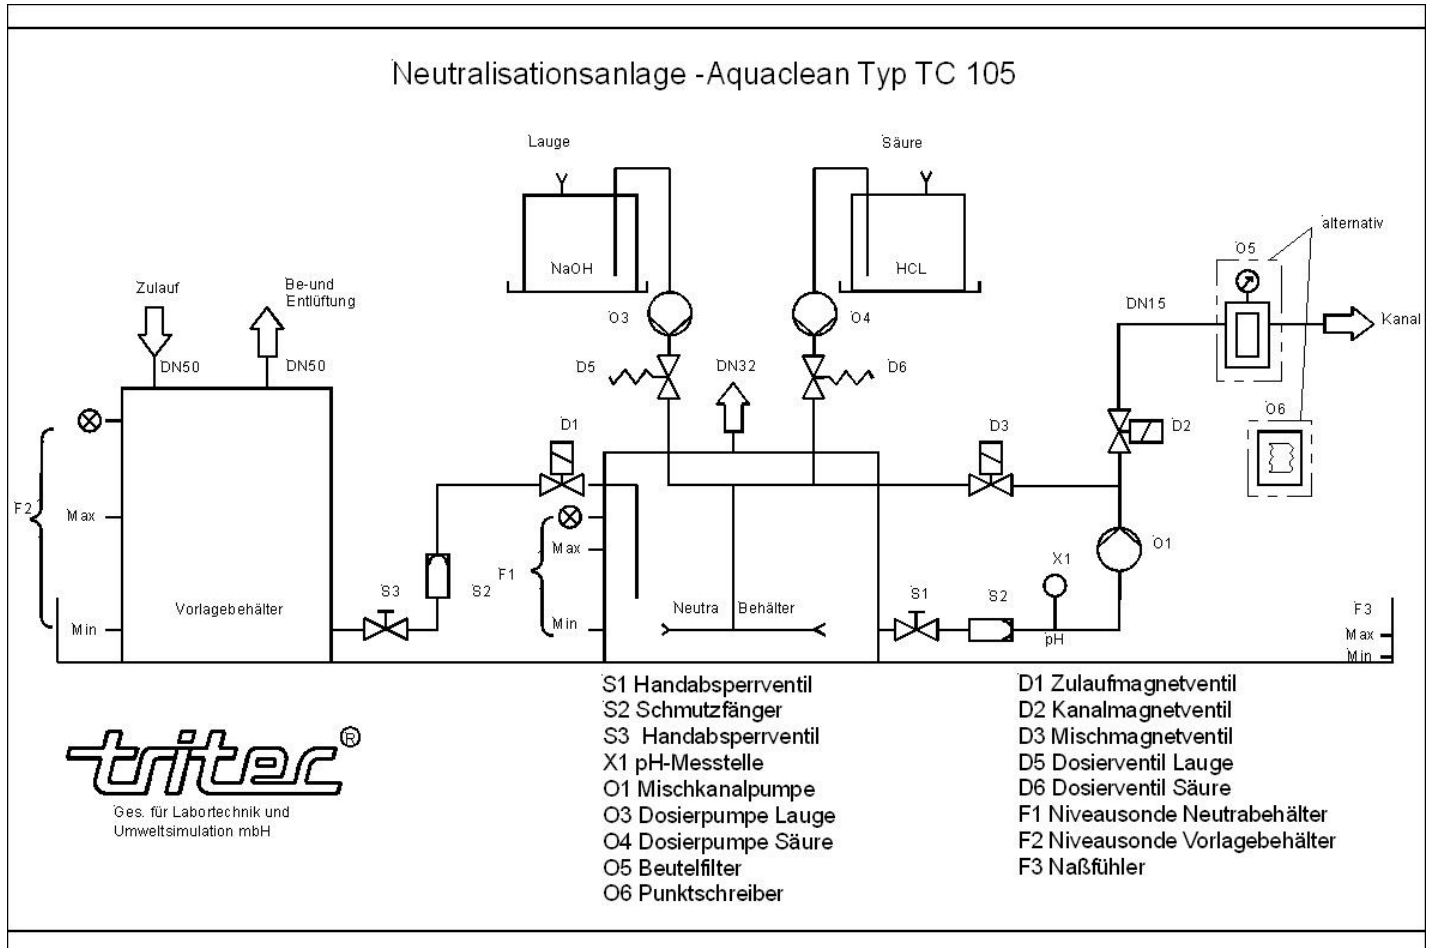 Neutralisationsanlage -Aquaclean Typ TC 105
Lauge
Säure
NaOH
HCL
alternativ
O5
Zulauf
Be-und
Entlüftung
DN15
O3
O4
Kanal
DN50
DN50
D5
DN32
D6
O6
D1
D3
D2
F2
Max
Max
F1
O1
X1
S3
S2
S1
S2
Vorlagebehälter
Neutra Behälter
F3
Min
Min
pH
Max
Min
S1 Handabsperrventil
S2 Schmutzfänger
S3 Handabsperrventil
X1 pH-Messtelle
O1 Mischkanalpumpe
O3 Dosierpumpe Lauge
O4 Dosierpumpe Säure
O5 Beutelfilter
O6 Punktschreiber
D1 Zulaufmagnetventil
D2 Kanalmagnetventil
D3 Mischmagnetventil
D5 Dosierventil Lauge
D6 Dosierventil Säure
F1 Niveausonde Neutrabehälter
F2 Niveausonde Vorlagebehälter
F3 Naßfühler
tritec®
Ges. für Labortechnik und
Umweltsimulation mbH